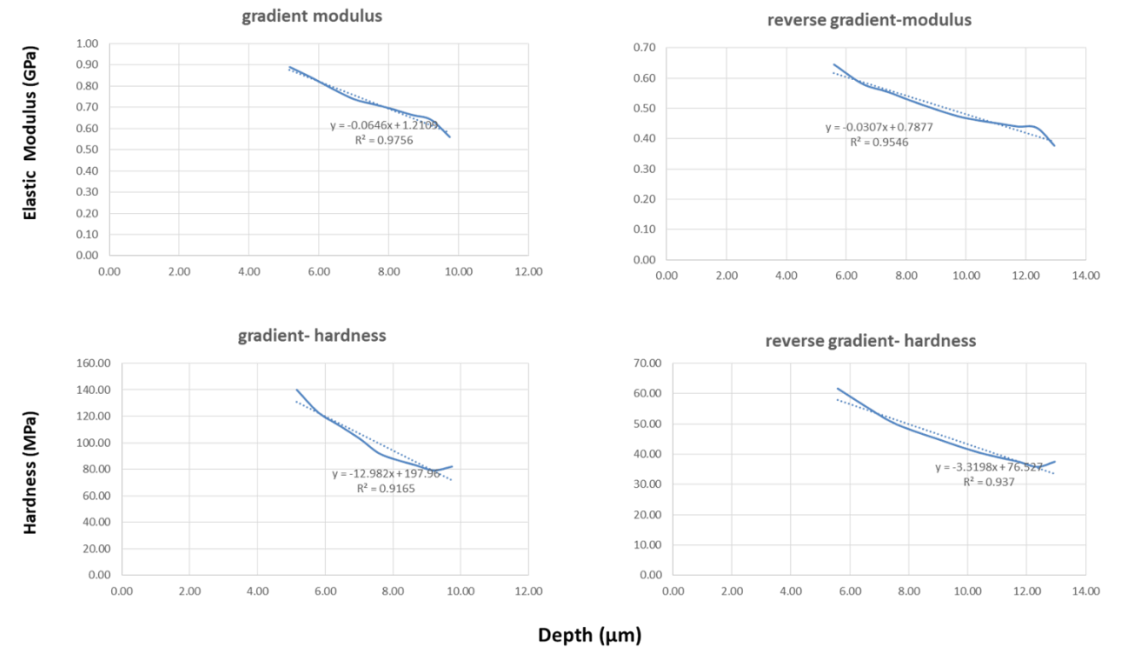 gradient modulus
reverse gradient-modulus
Elastic Modulus (GPa)
1.00
0.90
0.80
0.70
0.60
0.50
0.40
0.30
0.20
0.10
0.00
y = -0.0646x + 1.2109
R² = 0.9756
0.00 2.00 4.00 6.00 8.00 10.00 12.00
0.70
0.60
0.50
0.40
0.30
0.20
0.10
0.00
y = -0.0307x + 0.7877
R² = 0.9546
0.00 2.00 4.00 6.00 8.00 10.00 12.00 14.00
gradient- hardness
reverse gradient- hardness
Hardness (MPa)
160.00
140.00
120.00
100.00
80.00
60.00
40.00
20.00
0.00
y = -12.982x + 197.96
R² = 0.9165
0.00 2.00 4.00 6.00 8.00 10.00 12.00
70.00
60.00
50.00
40.00
30.00
20.00
10.00
0.00
y = -3.3198x + 76.527
R² = 0.937
0.00 2.00 4.00 6.00 8.00 10.00 12.00 14.00
Depth (μm)